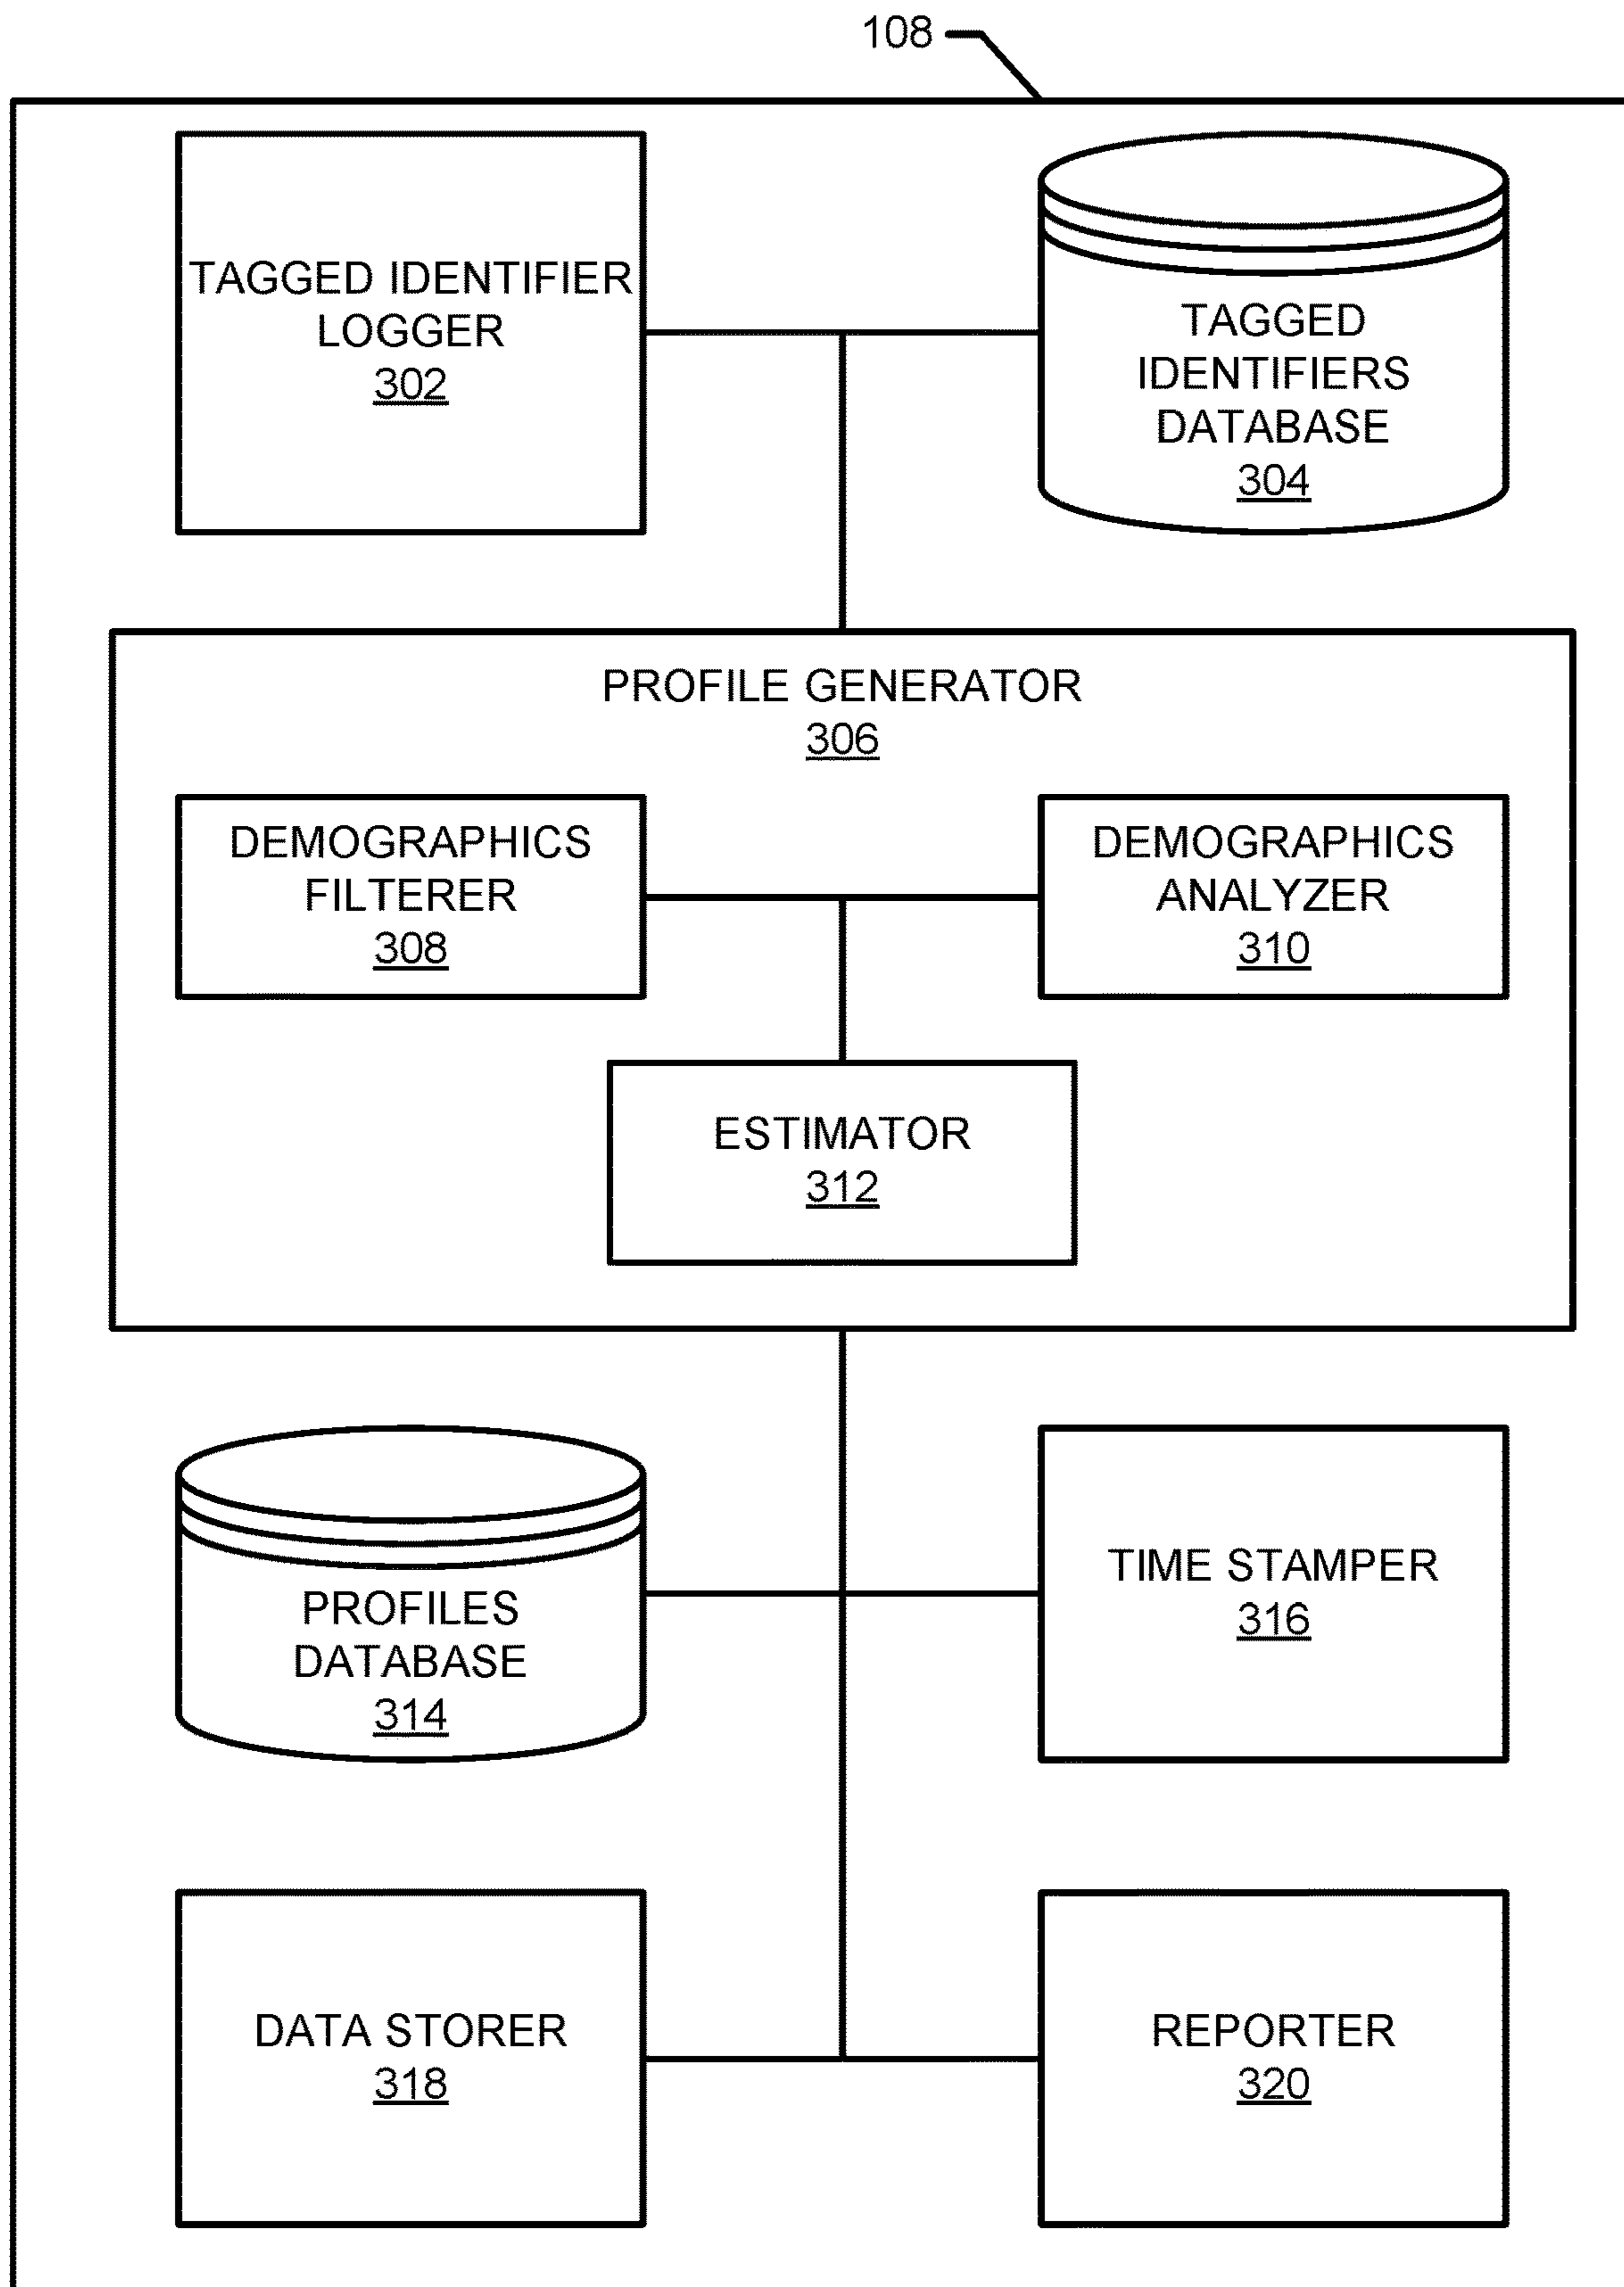 108
TAGGED IDENTIFIER
LOGGER
302
TAGGED
IDENTIFIERS
DATABASE
304
PROFILE GENERATOR
306
DEMOGRAPHICS
FILTERER
308
DEMOGRAPHICS
ANALYZER
310
ESTIMATOR
312
PROFILES
DATABASE
314
TIME STAMPER
316
DATA STORER
318
REPORTER
320